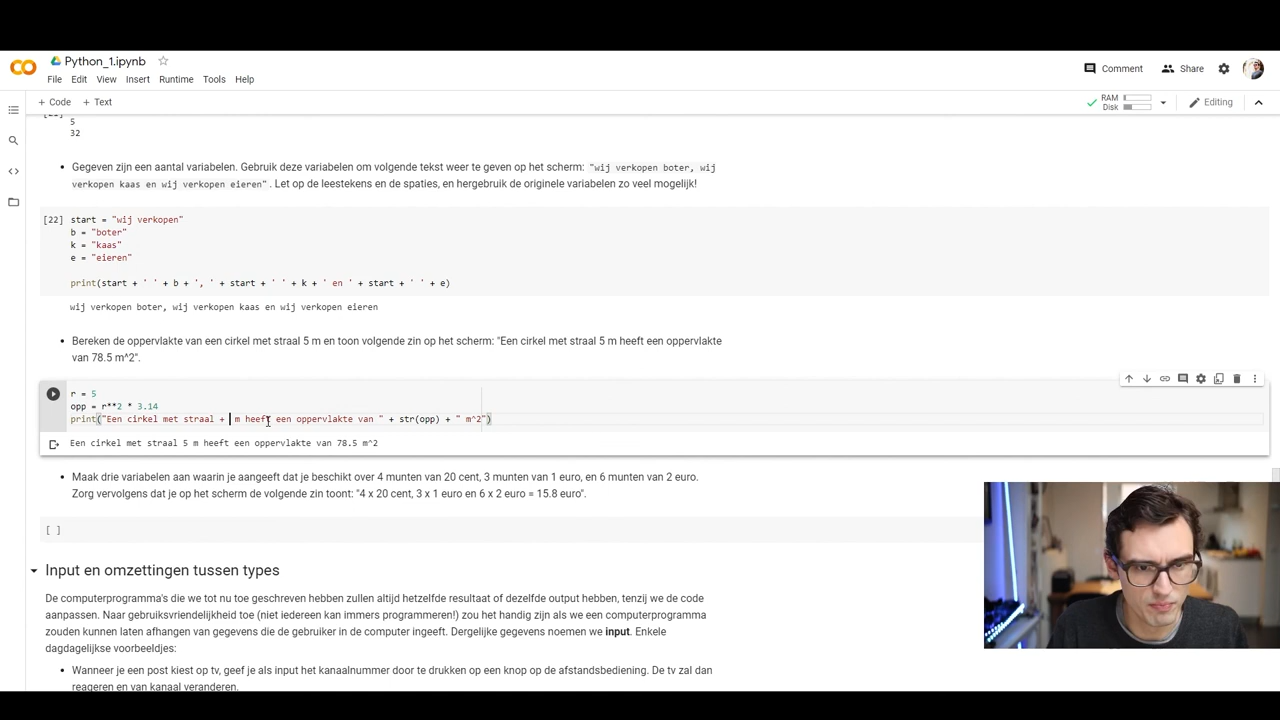 Python_1.ipynb
File Edit View Insert Runtime Tools Help
Comment Share
+ Code + Text
RAM
Disk
Editing
5
32
• Gegeven zijn een aantal variabelen. Gebruik deze variabelen om volgende tekst weer te geven op het scherm: "wij verkopen boter, wij
verkopen kaas en wij verkopen eieren". Let op de leestekens en de spaties, en hergebruik de originele variabelen zo veel mogelijk!
[22] start = "wij verkopen"
b = "boter"
k = "kaas"
e = "eieren"
print(start + ' ' + b + ', ' + start + ' ' + k + ' en ' + start + ' ' + e)
wij verkopen boter, wij verkopen kaas en wij verkopen eieren
• Bereken de oppervlakte van een cirkel met straal 5 m en toon volgende zin op het scherm: "Een cirkel met straal 5 m heeft een oppervlakte
van 78.5 m^2".
r = 5
opp = r**2 * 3.14
print("Een cirkel met straal + m heeft een oppervlakte van " + str(opp) + " m^2")
Een cirkel met straal 5 m heeft een oppervlakte van 78.5 m^2
• Maak drie variabelen aan waarin je aangeeft dat je beschikt over 4 munten van 20 cent, 3 munten van 1 euro, en 6 munten van 2 euro.
Zorg vervolgens dat je op het scherm de volgende zin toont: "4 x 20 cent, 3 x 1 euro en 6 x 2 euro = 15.8 euro".
[ ]
Input en omzettingen tussen types
De computerprogramma's die we tot nu toe geschreven hebben zullen altijd hetzelfde resultaat of dezelfde output hebben, tenzij we de code
aanpassen. Naar gebruiksvriendelijkheid toe (niet iedereen kan immers programmeren!) zou het handig zijn als we een computerprogramma
zouden kunnen laten afhangen van gegevens die de gebruiker in de computer ingeeft. Dergelijke gegevens noemen we input. Enkele
dagdagelijkse voorbeeldjes:
• Wanneer je een post kiest op tv, geef je als input het kanaalnummer door te drukken op een knop op de afstandsbediening. De tv zal dan
reageren en van kanaal veranderen.